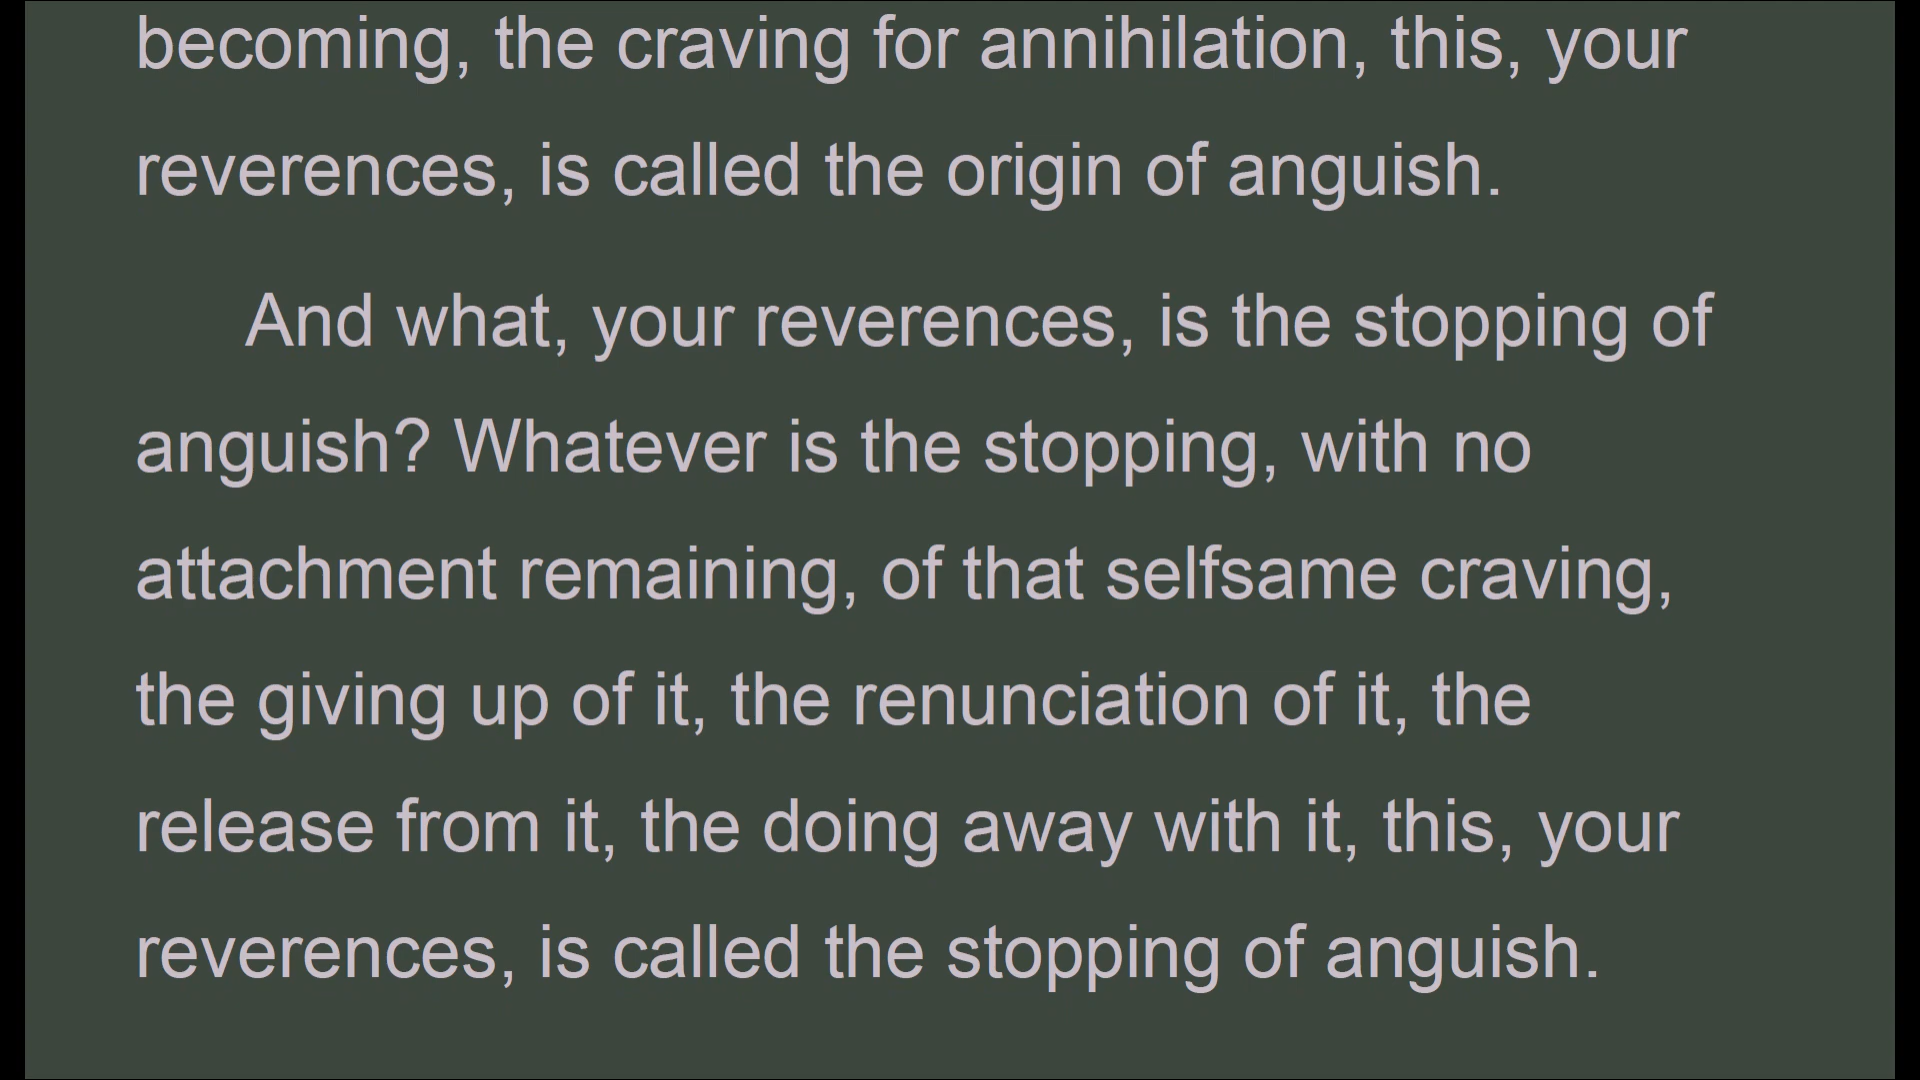 becoming, the craving for annihilation, this, your
reverences, is called the origin of anguish.
And what, your reverences, is the stopping of
anguish? Whatever is the stopping, with no
attachment remaining, of that selfsame craving,
the giving up of it, the renunciation of it, the
release from it, the doing away with it, this, your
reverences, is called the stopping of anguish.